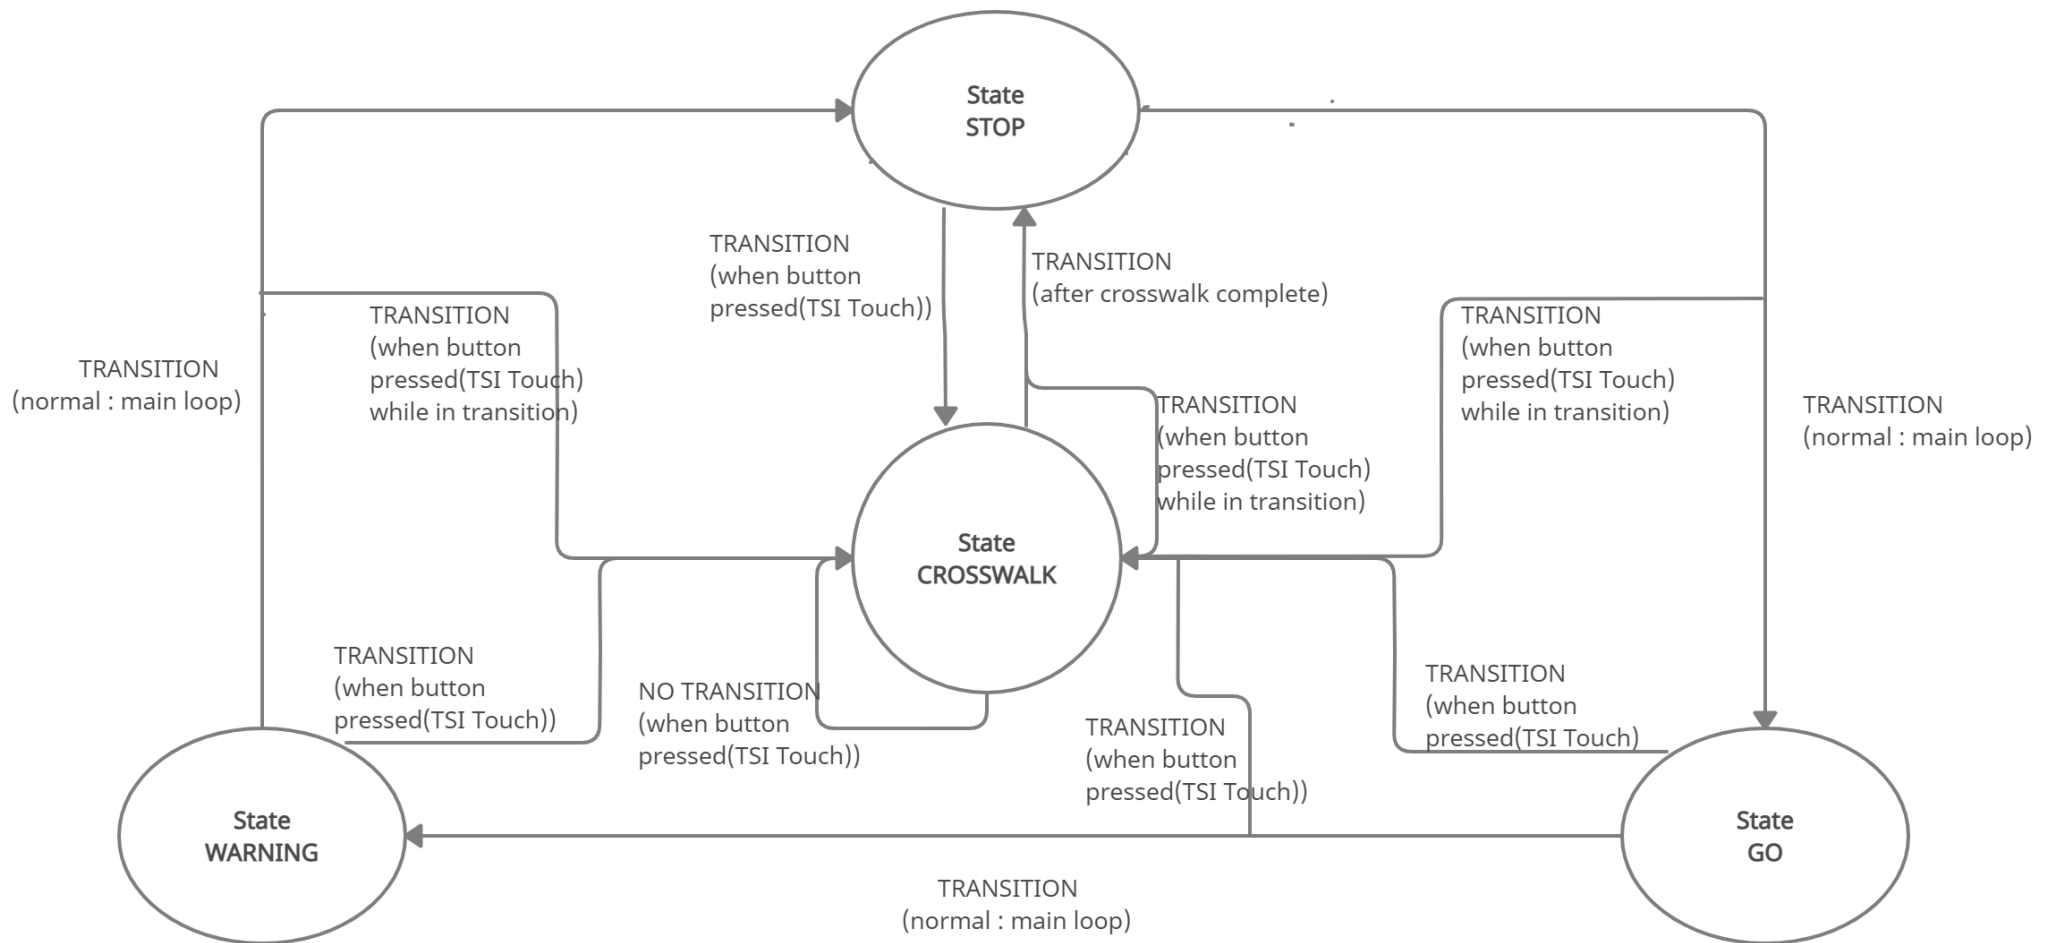 State
STOP
TRANSITION
(when button
pressed(TSI Touch))
TRANSITION
(after crosswalk complete)
TRANSITION
(when button
pressed(TSI Touch)
while in transition)
TRANSITION
(when button
pressed(TSI Touch)
while in transition)
TRANSITION
(normal : main loop)
TRANSITION
(when button
pressed(TSI Touch)
while in transition)
TRANSITION
(normal : main loop)
State
CROSSWALK
TRANSITION
(when button
pressed(TSI Touch))
NO TRANSITION
(when button
pressed(TSI Touch))
TRANSITION
(when button
pressed(TSI Touch))
TRANSITION
(when button
pressed(TSI Touch)
State
WARNING
State
GO
TRANSITION
(normal : main loop)